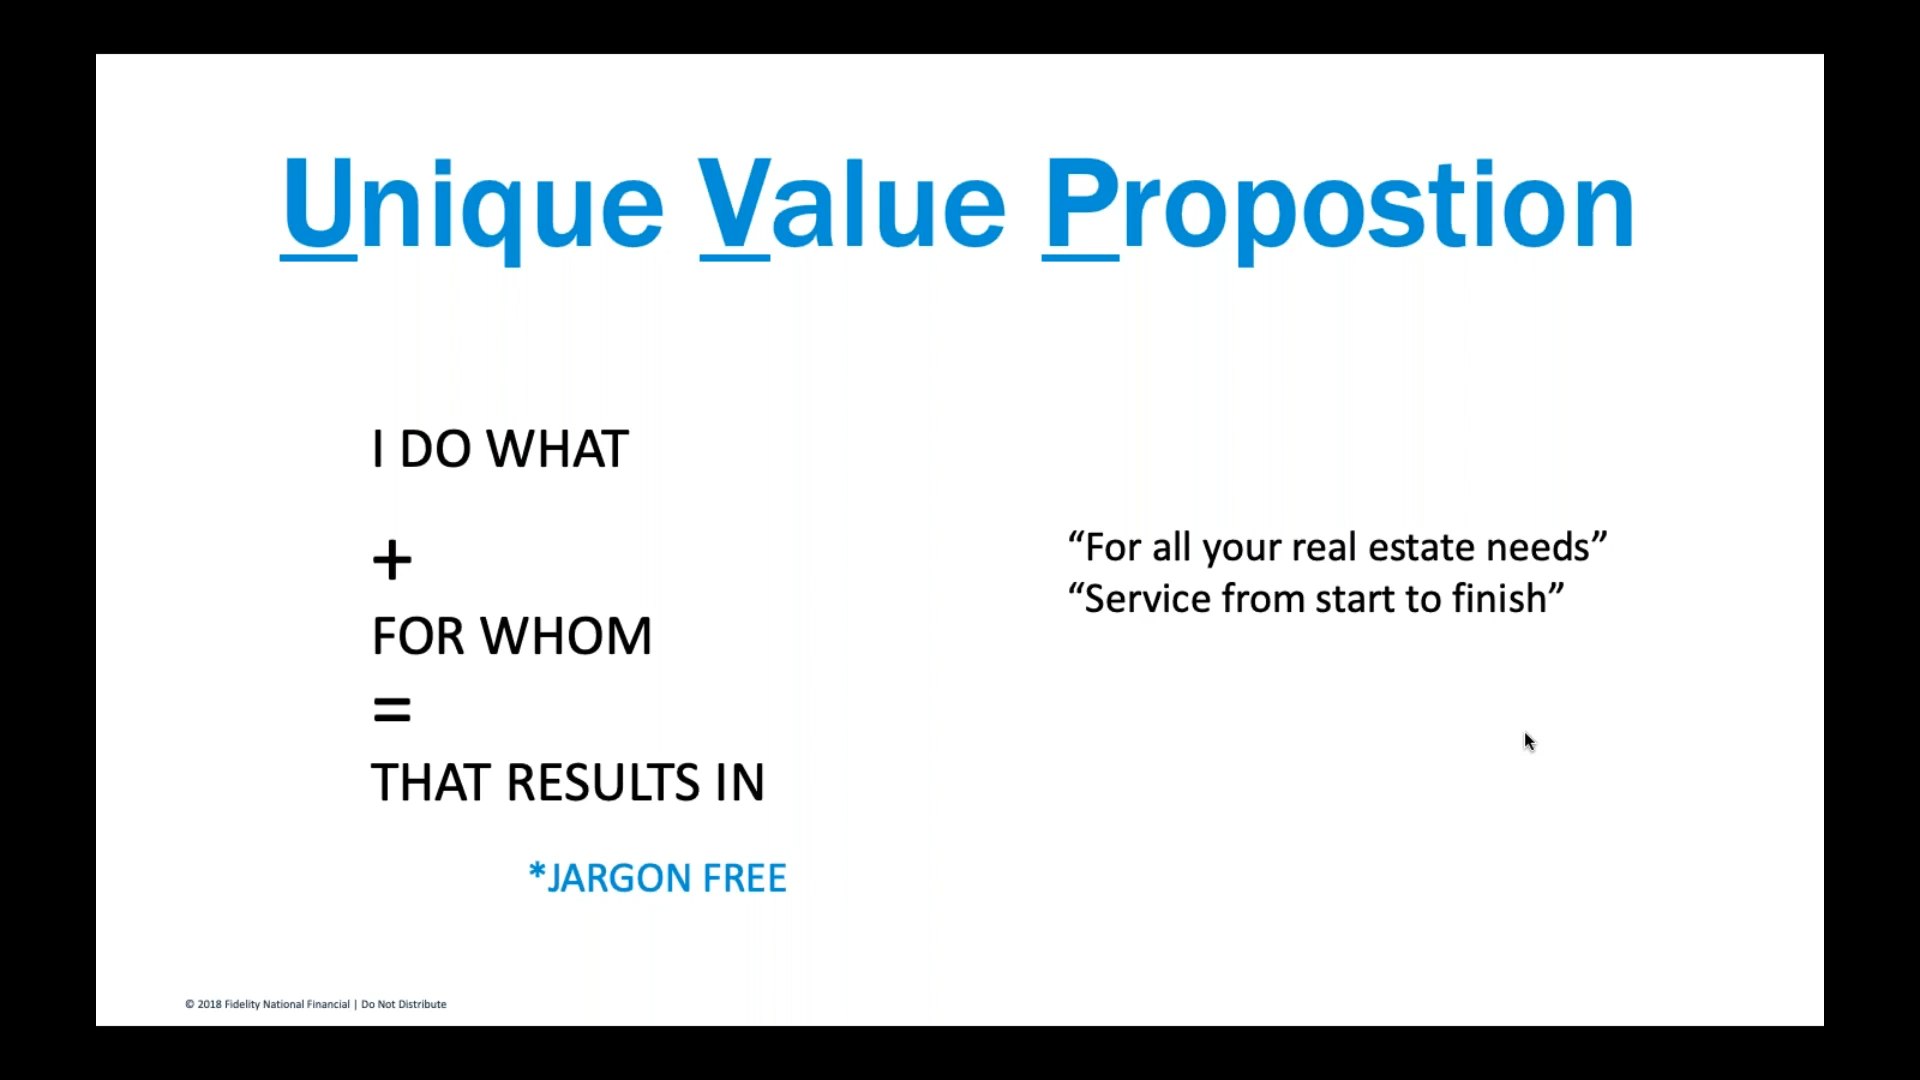 Unique Value Propostion
I DO WHAT
+
FOR WHOM
=
THAT RESULTS IN
*JARGON FREE
“For all your real estate needs”
“Service from start to finish”
© 2018 Fidelity National Financial | Do Not Distribute